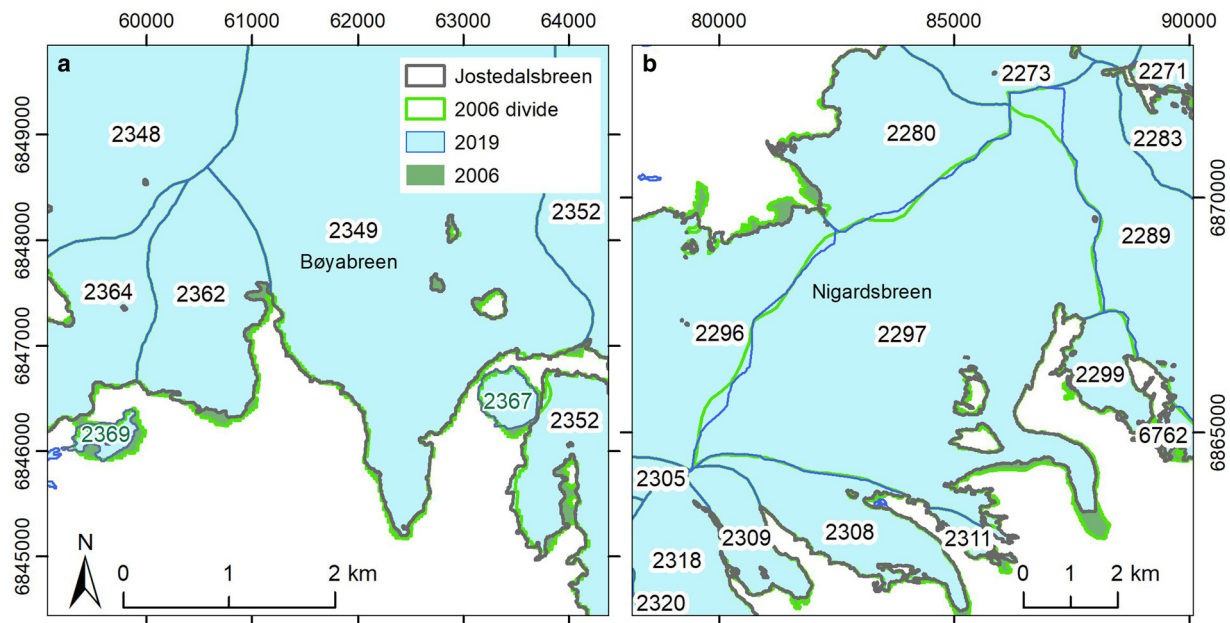 60000 61000 62000 63000 64000
80000 85000 90000
a
Jostedalsbreen
2006 divide
2019
2006
2348
2352
2349
Bøyabreen
2364
2362
2367
2352
2369
6849000
6848000
6847000
6846000
6845000
N
0 1 2 km
b
2273
2271
2280
2283
2289
Nigardsbreen
2296
2297
2299
6762
2305
2309
2308
2311
2318
2320
6870000
6865000
0 1 2 km